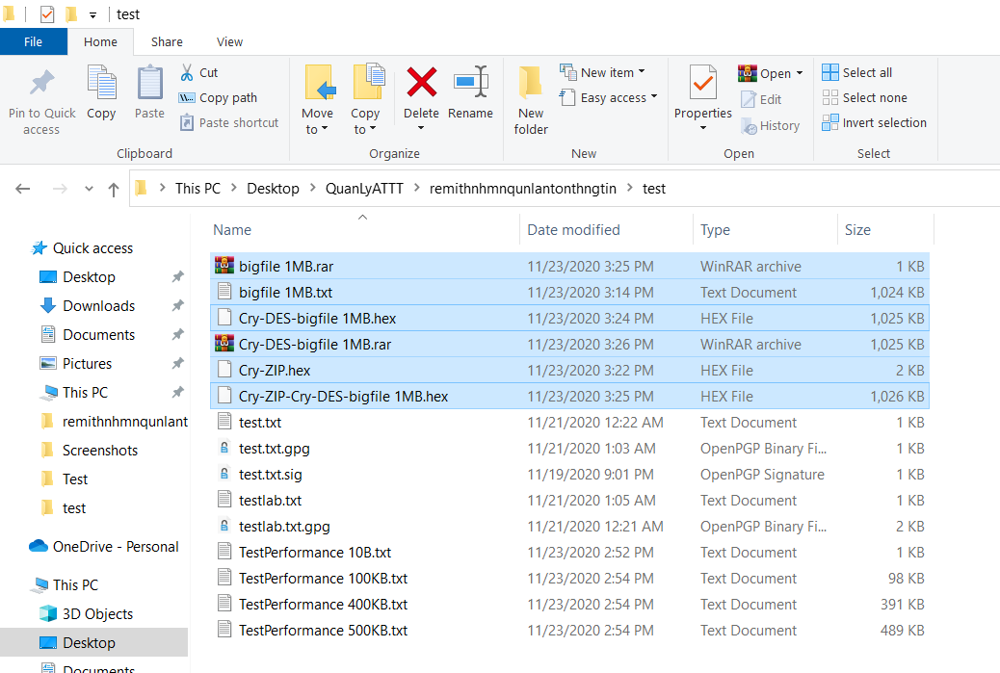 test
File Home Share View
Pin to Quick access
Copy
Paste
Cut
Copy path
Paste shortcut
Clipboard
Move to
Copy to
Delete
Rename
Organize
New folder
New item
Easy access
New
Properties
Open
Edit
History
Open
Select all
Select none
Invert selection
Select
This PC > Desktop > QuanLyATTT > remithnhmnqunlantonthngtin > test
Quick access
Desktop
Downloads
Documents
Pictures
This PC
remithnhmnqunlant
Screenshots
Test
test
OneDrive - Personal
This PC
3D Objects
Desktop
Documents
Name Date modified Type Size
bigfile 1MB.rar 11/23/2020 3:25 PM WinRAR archive 1 KB
bigfile 1MB.txt 11/23/2020 3:14 PM Text Document 1,024 KB
Cry-DES-bigfile 1MB.hex 11/23/2020 3:24 PM HEX File 1,025 KB
Cry-DES-bigfile 1MB.rar 11/23/2020 3:26 PM WinRAR archive 1,025 KB
Cry-ZIP.hex 11/23/2020 3:22 PM HEX File 2 KB
Cry-ZIP-Cry-DES-bigfile 1MB.hex 11/23/2020 3:25 PM HEX File 1,026 KB
test.txt 11/21/2020 12:22 AM Text Document 1 KB
test.txt.gpg 11/21/2020 1:03 AM OpenPGP Binary Fi... 1 KB
test.txt.sig 11/19/2020 9:01 PM OpenPGP Signature 1 KB
testlab.txt 11/21/2020 1:05 AM Text Document 1 KB
testlab.txt.gpg 11/21/2020 12:21 AM OpenPGP Binary Fi... 2 KB
TestPerformance 10B.txt 11/23/2020 2:52 PM Text Document 1 KB
TestPerformance 100KB.txt 11/23/2020 2:54 PM Text Document 98 KB
TestPerformance 400KB.txt 11/23/2020 2:54 PM Text Document 391 KB
TestPerformance 500KB.txt 11/23/2020 2:54 PM Text Document 489 KB